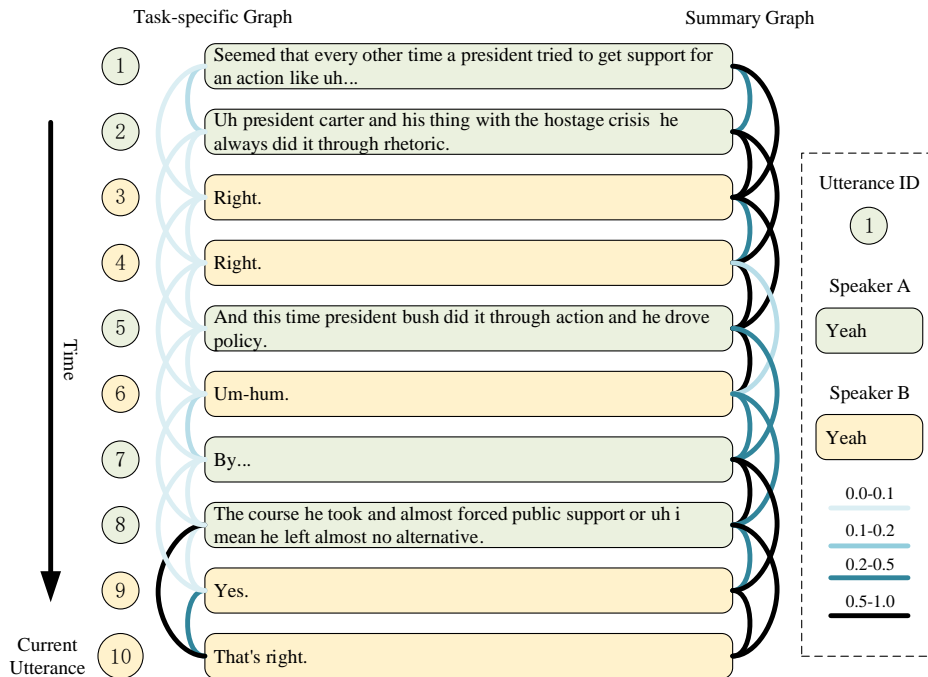 Task-specific Graph
Summary Graph
1
Seemed that every other time a president tried to get support for
an action like uh...
2
Uh president carter and his thing with the hostage crisis he
always did it through rhetoric.
3
Right.
4
Right.
5
And this time president bush did it through action and he drove
policy.
6
Um-hum.
7
By...
8
The course he took and almost forced public support or uh i
mean he left almost no alternative.
9
Yes.
Current
Utterance
10
That's right.
Time
Utterance ID
1
Speaker A
Yeah
Speaker B
Yeah
0.0-0.1
0.1-0.2
0.2-0.5
0.5-1.0